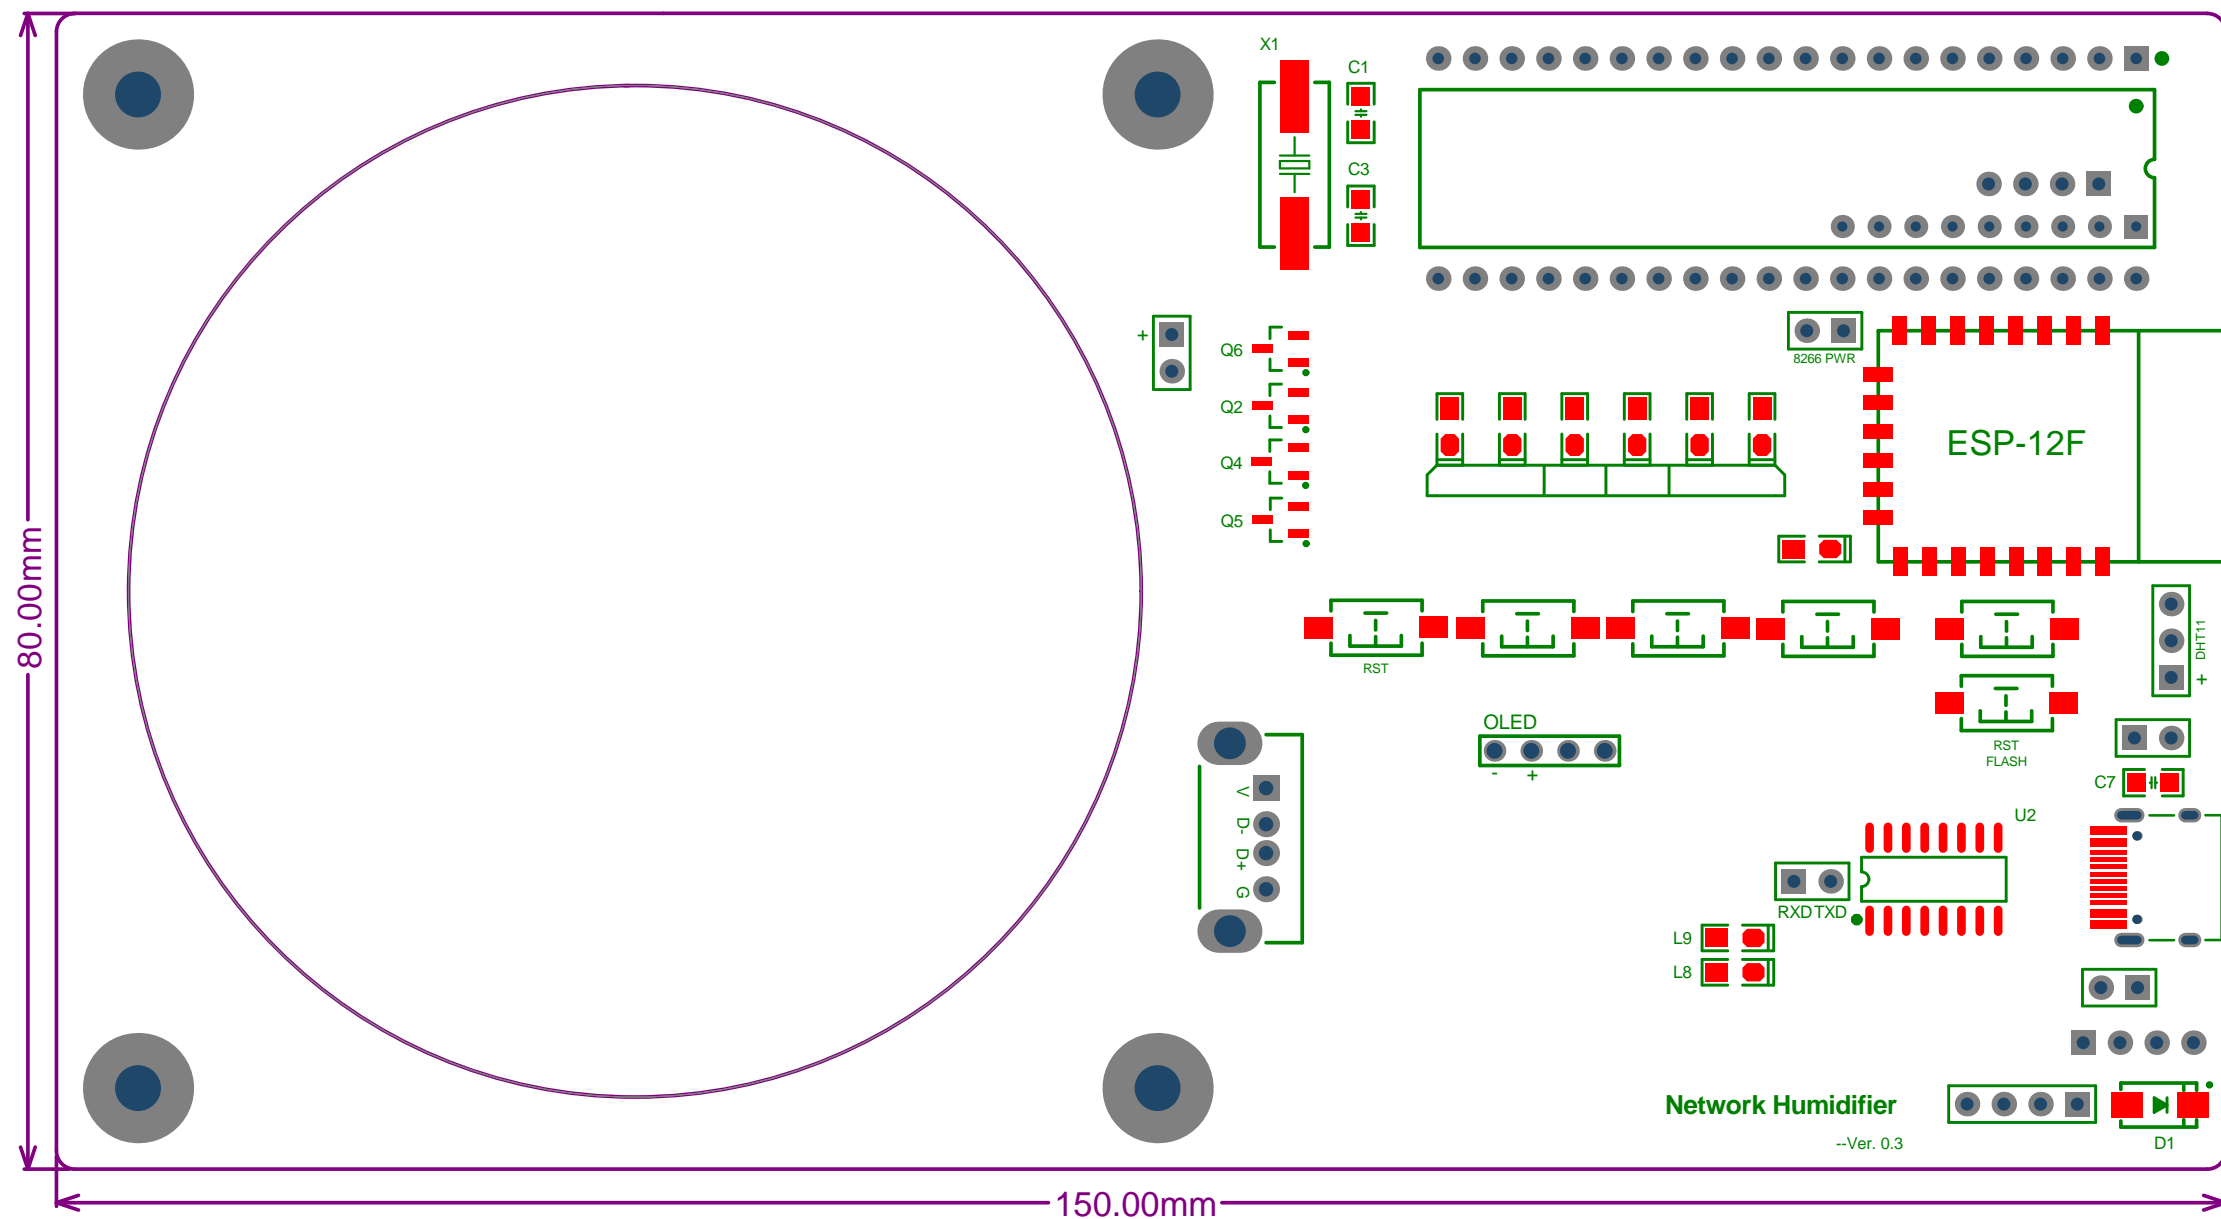 X1
C1
C3
+
Q6
Q2
Q4
Q5
8266 PWR
ESP-12F
80.00mm
RST
DHT11
+
RST
FLASH
OLED
- +
C7
V
D-
D+
G
U2
RXD TXD
L9
L8
Network Humidifier
--Ver. 0.3
D1
150.00mm